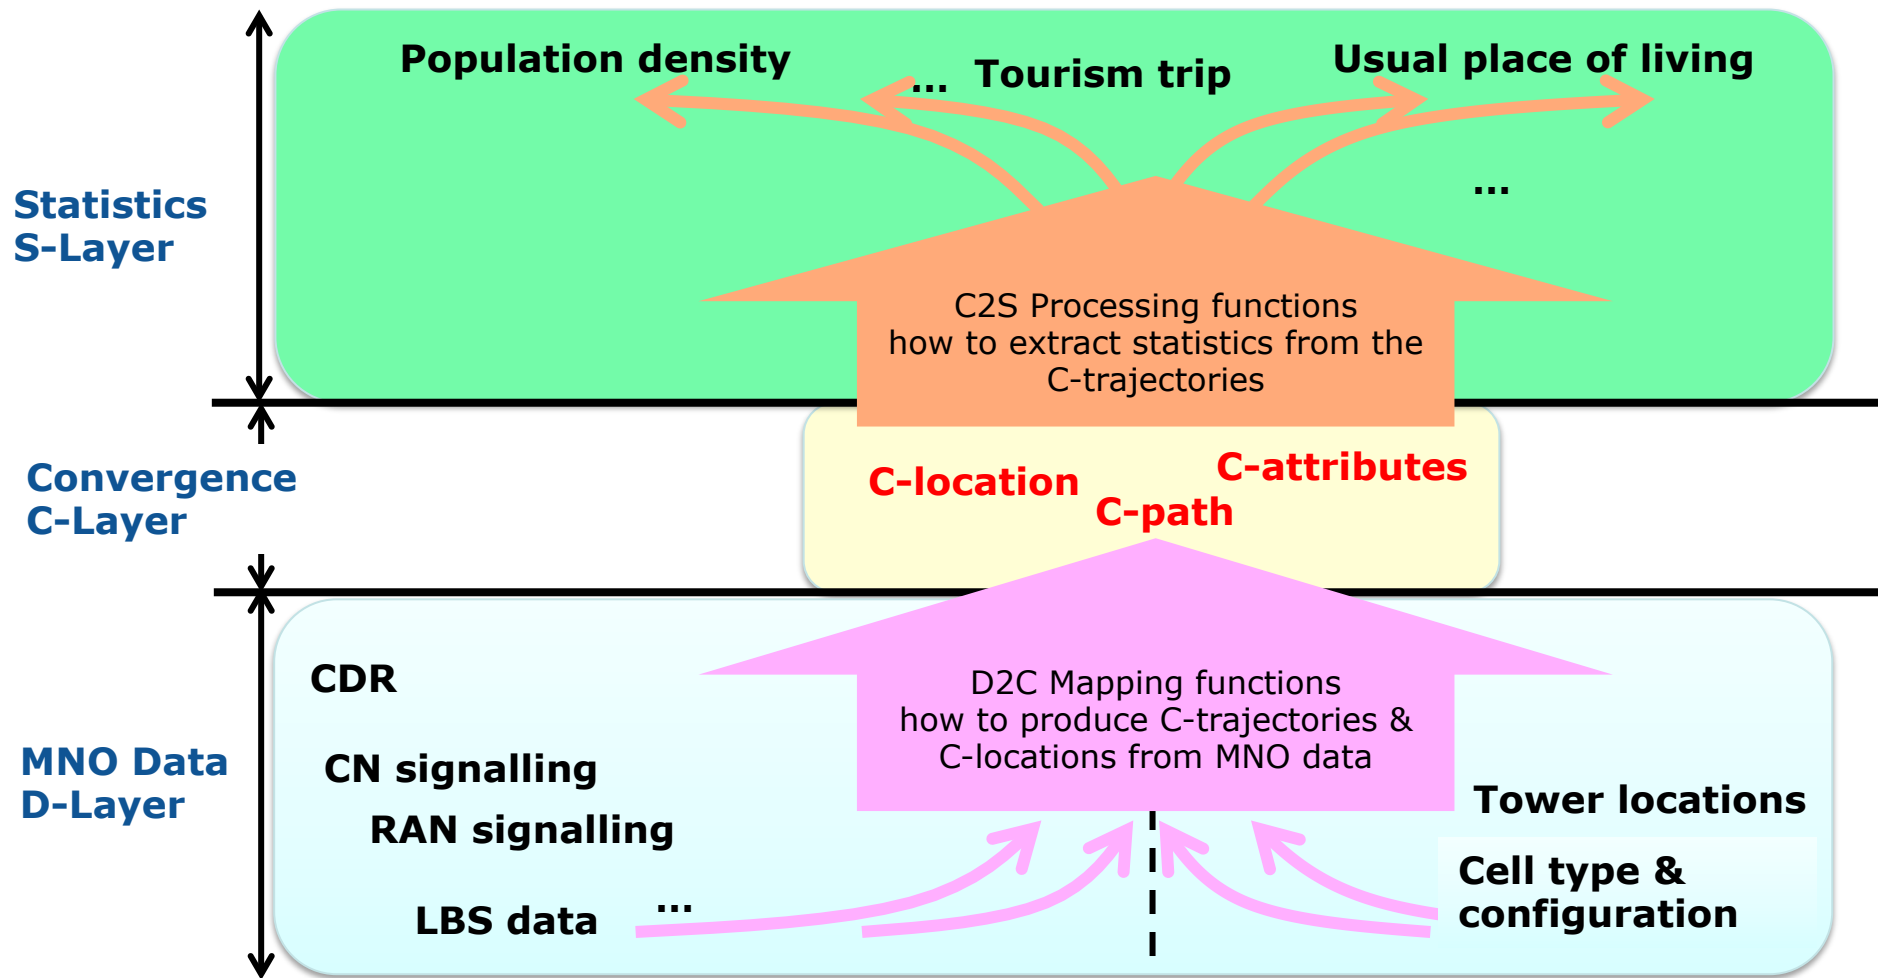 Population density
...
Tourism trip
Usual place of living
...
Statistics
S-Layer
C2S Processing functions
how to extract statistics from the
C-trajectories
Convergence
C-Layer
C-location
C-path
C-attributes
MNO Data
D-Layer
CDR
CN signalling
RAN signalling
LBS data
...
D2C Mapping functions
how to produce C-trajectories &
C-locations from MNO data
Tower locations
Cell type &
configuration